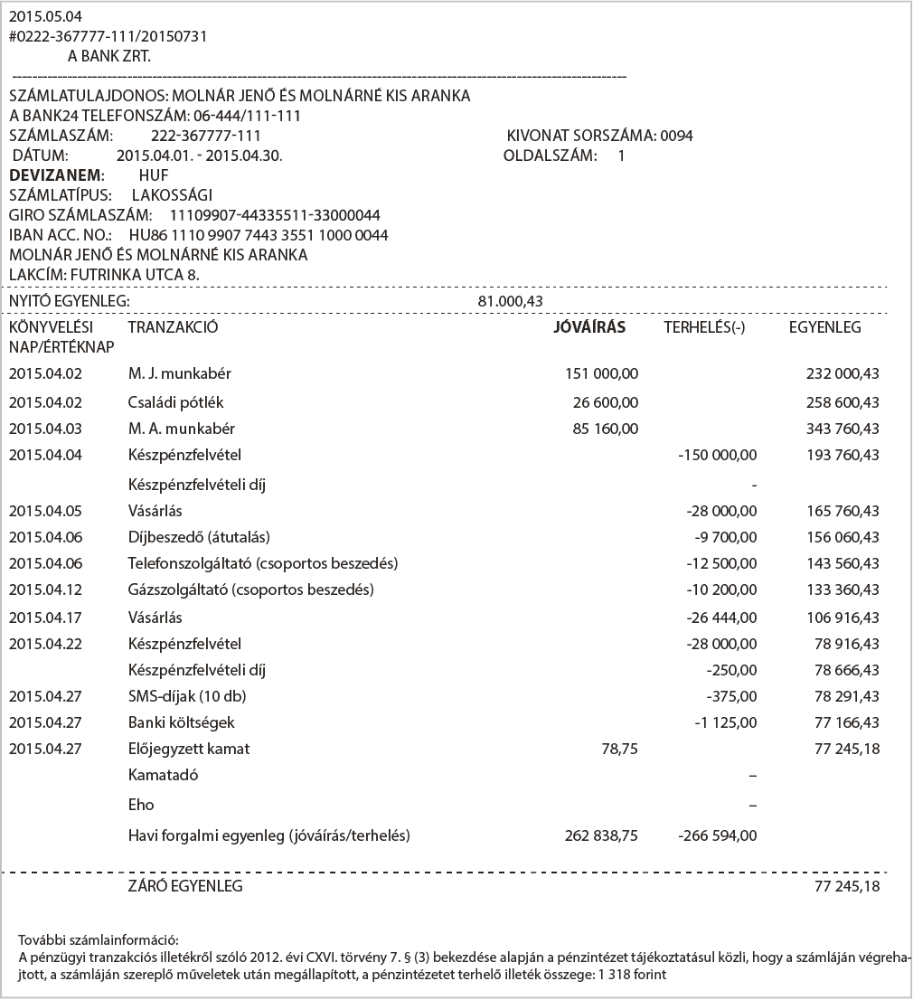 2015.05.04
#0222-367777-111/20150731
A BANK ZRT.
SZÁMLATULAJDONOS: MOLNÁR JENŐ ÉS MOLNÁRNÉ KIS ARANKA
A BANK24 TELEFONSZÁM: 06-444/111-111
SZÁMLASZÁM: 222-367777-111 KIVONAT SORSZÁMA: 0094
DÁTUM: 2015.04.01. - 2015.04.30. OLDALSZÁM: 1
DEVIZANEM: HUF
SZÁMLATÍPUS: LAKOSSÁGI
GIRO SZÁMLASZÁM: 11109907-44335511-33000044
IBAN ACC. NO.: HU86 1110 9907 7443 3551 1000 0044
MOLNÁR JENŐ ÉS MOLNÁRNÉ KIS ARANKA
LAKCÍM: FUTRINKA UTCA 8.
NYITÓ EGYENLEG: 81.000,43
KÖNYVELÉSI TRANZAKCIÓ JÓVÁÍRÁS TERHELÉS(-) EGYENLEG
NAP/ÉRTÉKNAP
2015.04.02 M. J. munkabér 151 000,00 232 000,43
2015.04.02 Családi pótlék 26 600,00 258 600,43
2015.04.03 M. A. munkabér 85 160,00 343 760,43
2015.04.04 Készpénzfelvétel -150 000,00 193 760,43
Készpénzfelvételi díj -
2015.04.05 Vásárlás -28 000,00 165 760,43
2015.04.06 Díjbeszedő (átutalás) -9 700,00 156 060,43
2015.04.06 Telefonszolgáltató (csoportos beszedés) -12 500,00 143 560,43
2015.04.12 Gázszolgáltató (csoportos beszedés) -10 200,00 133 360,43
2015.04.17 Vásárlás -26 444,00 106 916,43
2015.04.22 Készpénzfelvétel -28 000,00 78 916,43
Készpénzfelvételi díj -250,00 78 666,43
2015.04.27 SMS-díjak (10 db) -375,00 78 291,43
2015.04.27 Banki költségek -1 125,00 77 166,43
2015.04.27 Előjegyzett kamat 78,75 77 245,18
Kamatadó –
Eho –
Havi forgalmi egyenleg (jóváírás/terhelés) 262 838,75 -266 594,00
ZÁRÓ EGYENLEG 77 245,18
További számlainformáció:
A pénzügyi tranzakciós illetékről szóló 2012. évi CXVI. törvény 7. § (3) bekezdése alapján a pénzintézet tájékoztatásul közli, hogy a számláján végreha-
jtott, a számláján szereplő műveletek után megállapított, a pénzintézetet terhelő illeték összege: 1 318 forint